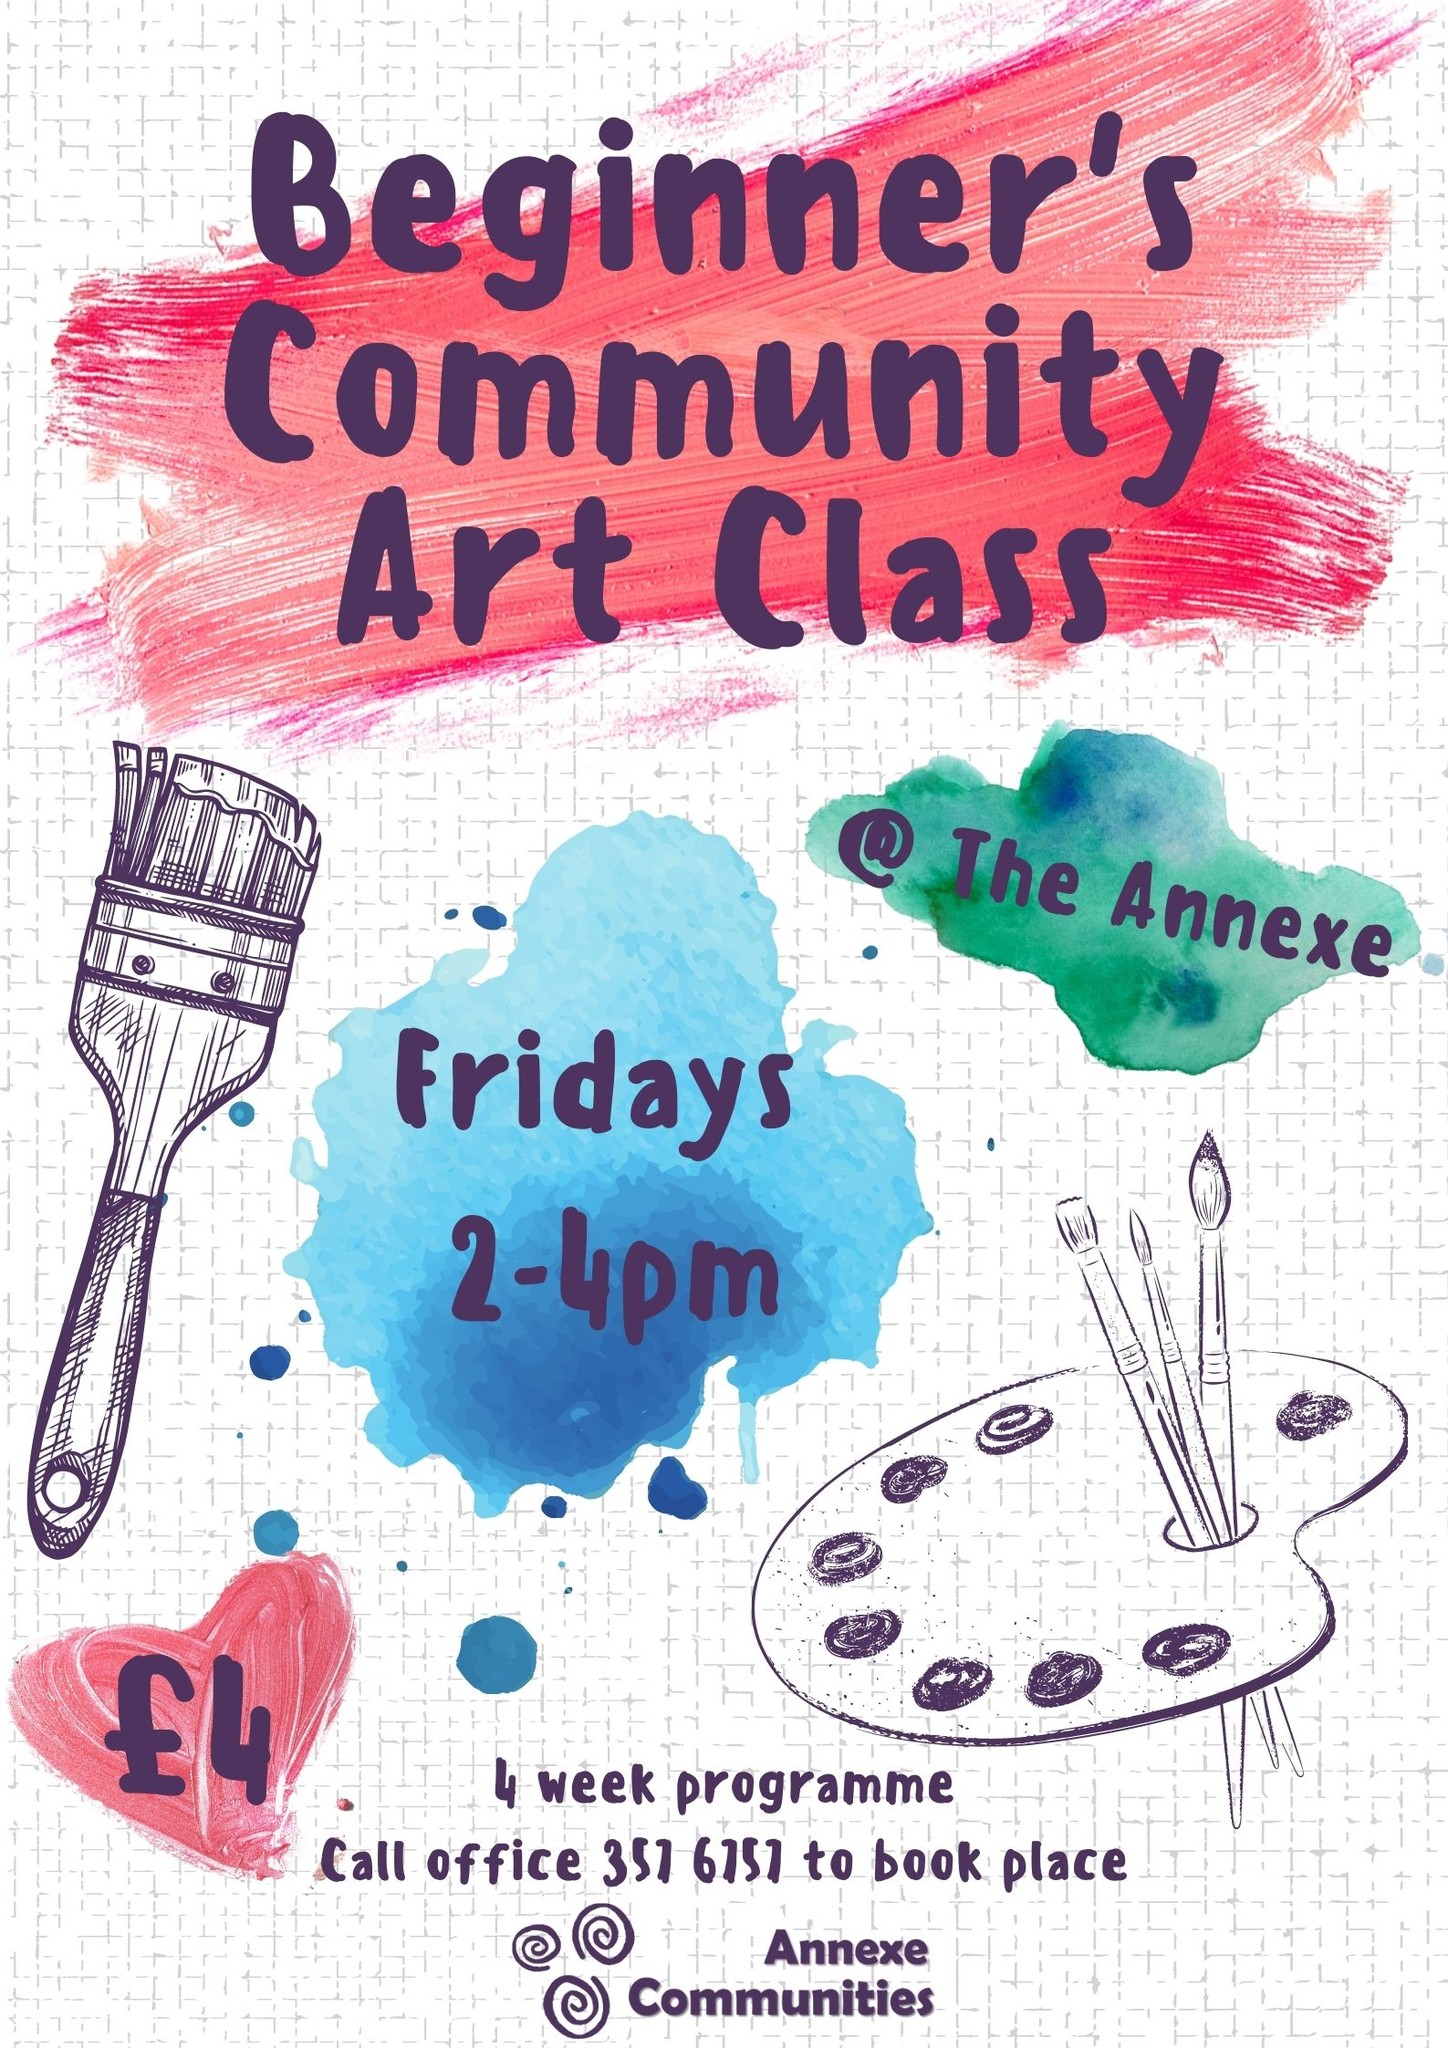 Beginner's
Community
Art Class
@ The Annexe
Fridays
2-4pm
£4
4 week programme
Call office 357 6757 to book place
Annexe
Communities